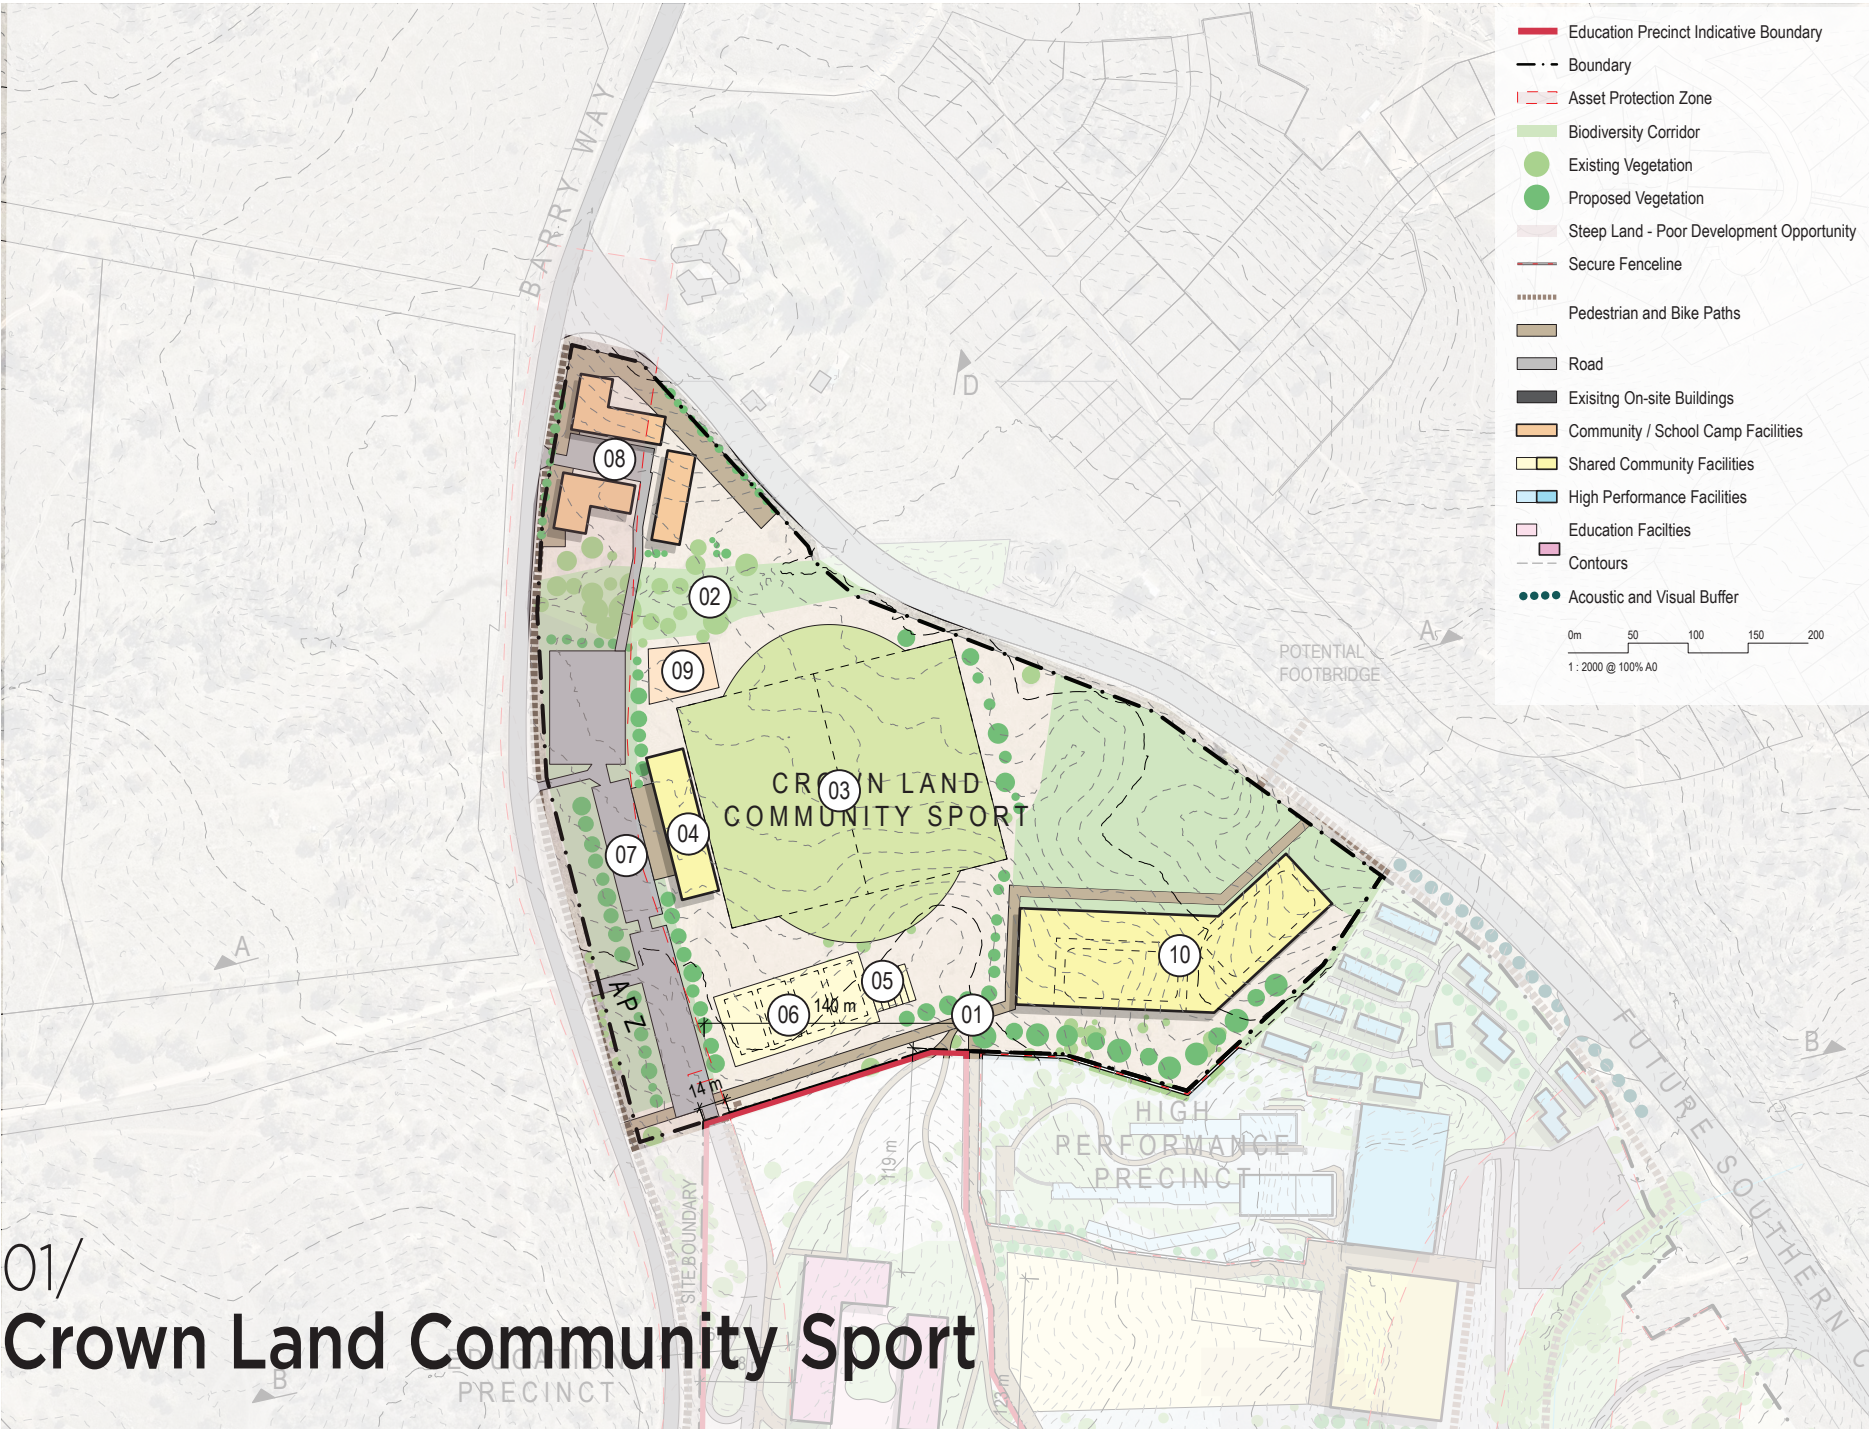 Education Precinct Indicative Boundary
Boundary
Asset Protection Zone
Biodiversity Corridor
Existing Vegetation
Proposed Vegetation
Steep Land - Poor Development Opportunity
Secure Fenceline
Pedestrian and Bike Paths
Road
Exisitng On-site Buildings
Community / School Camp Facilities
Shared Community Facilities
High Performance Facilities
Education Facilties
Contours
Acoustic and Visual Buffer
0m 50 100 150 200
1 : 2000 @ 100% A0
BARRY WAY
D
08
02
A
POTENTIAL
FOOTBRIDGE
09
CROWN LAND
03
COMMUNITY SPORT
04
07
A
10
05
APZ
06
140 m
01
14 m
FUTURE SOUTHERN C
B
HIGH
PERFORMANCE
PRECINCT
119 m
SITE BOUNDARY
01/
Crown Land Community Sport
EDUCATION
PRECINCT
B
123 m